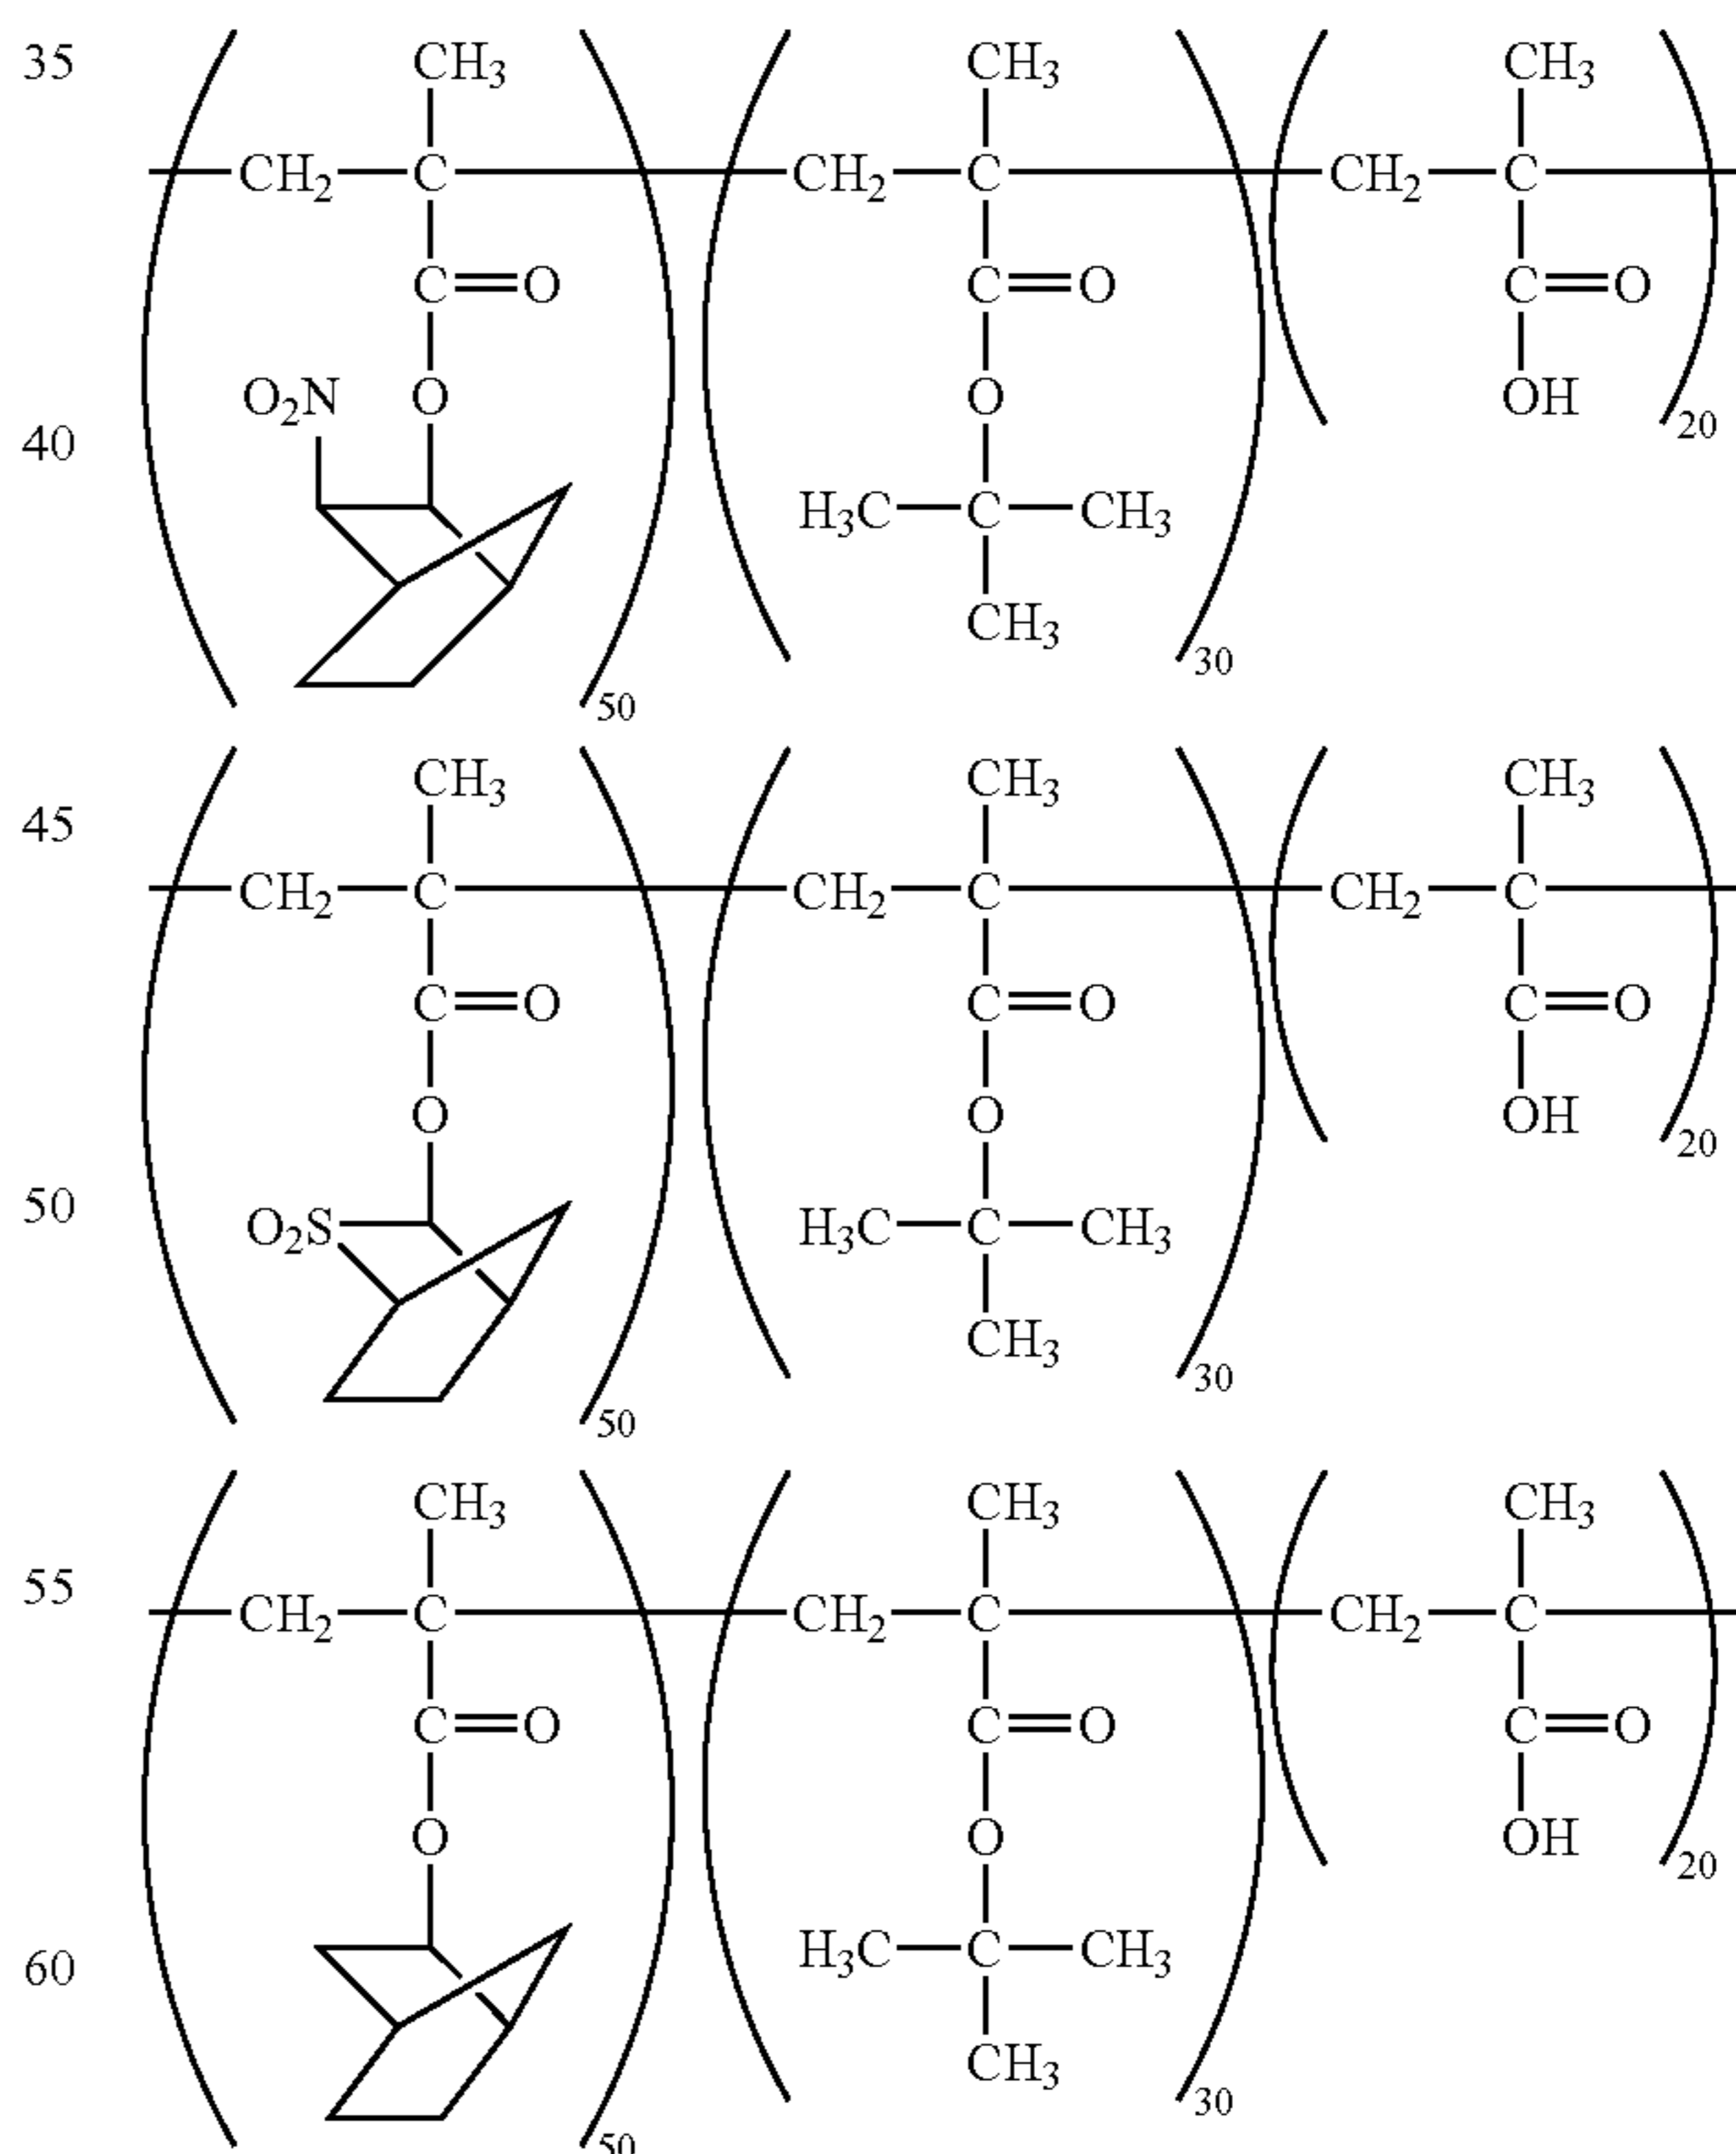 35 CH3 CH3 CH3
CH2 C CH2 C CH2 C
C O C O C O
O2N O O OH
40 20
H3C C CH3
CH3
30
50
45 CH3 CH3 CH3
CH2 C CH2 C CH2 C
C O C O C O
O O OH
20
50 O2S H3C C CH3
CH3
30
50
CH3 CH3 CH3
55
CH2 C CH2 C CH2 C
C O C O C O
O O OH
20
60 H3C C CH3
CH3
30
50